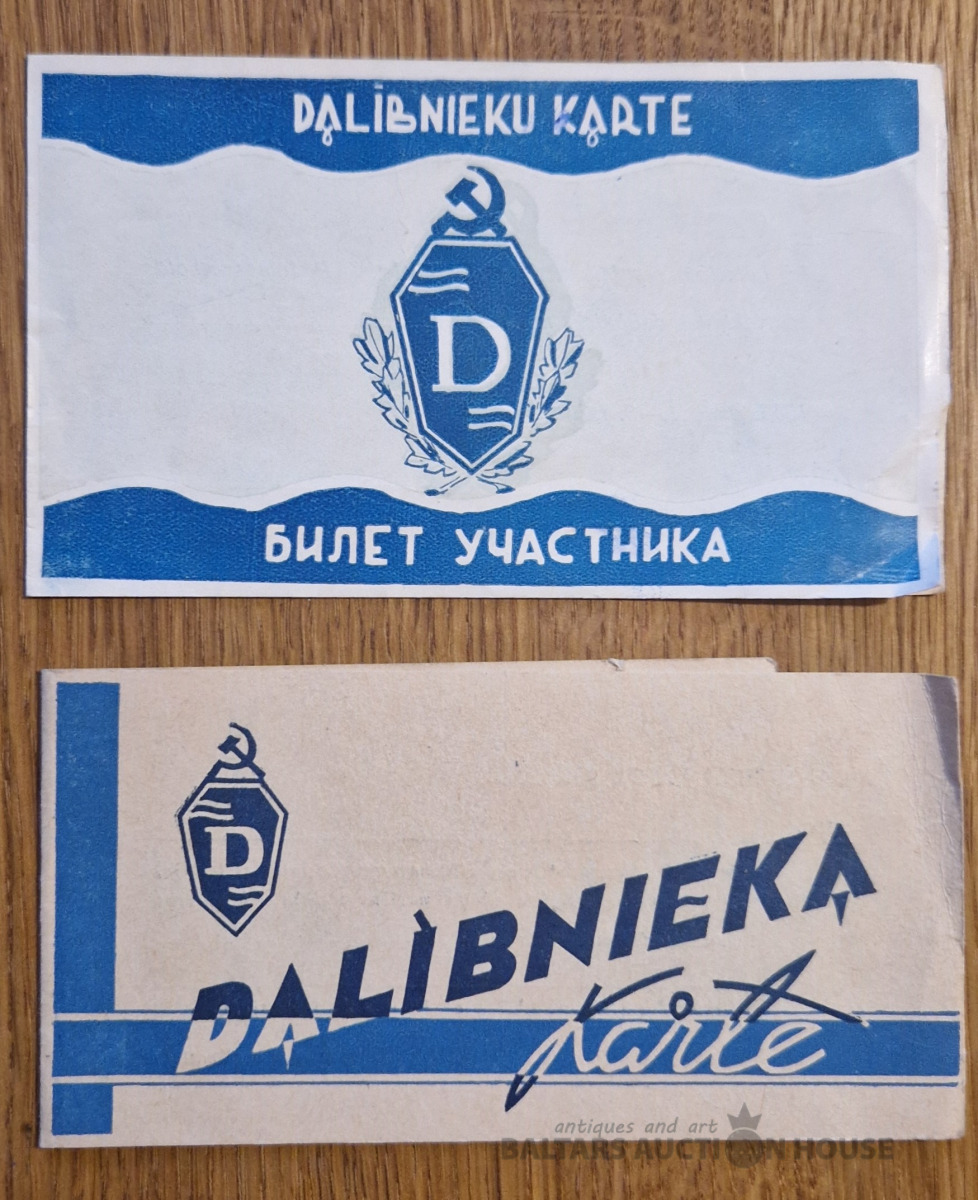 DALĪBNIEKU KARTE
D
БИЛЕТ УЧАСТНИКА
D
DALĪBNIEKA
Karte
antiques and art
BALTARS AUCTION HOUSE